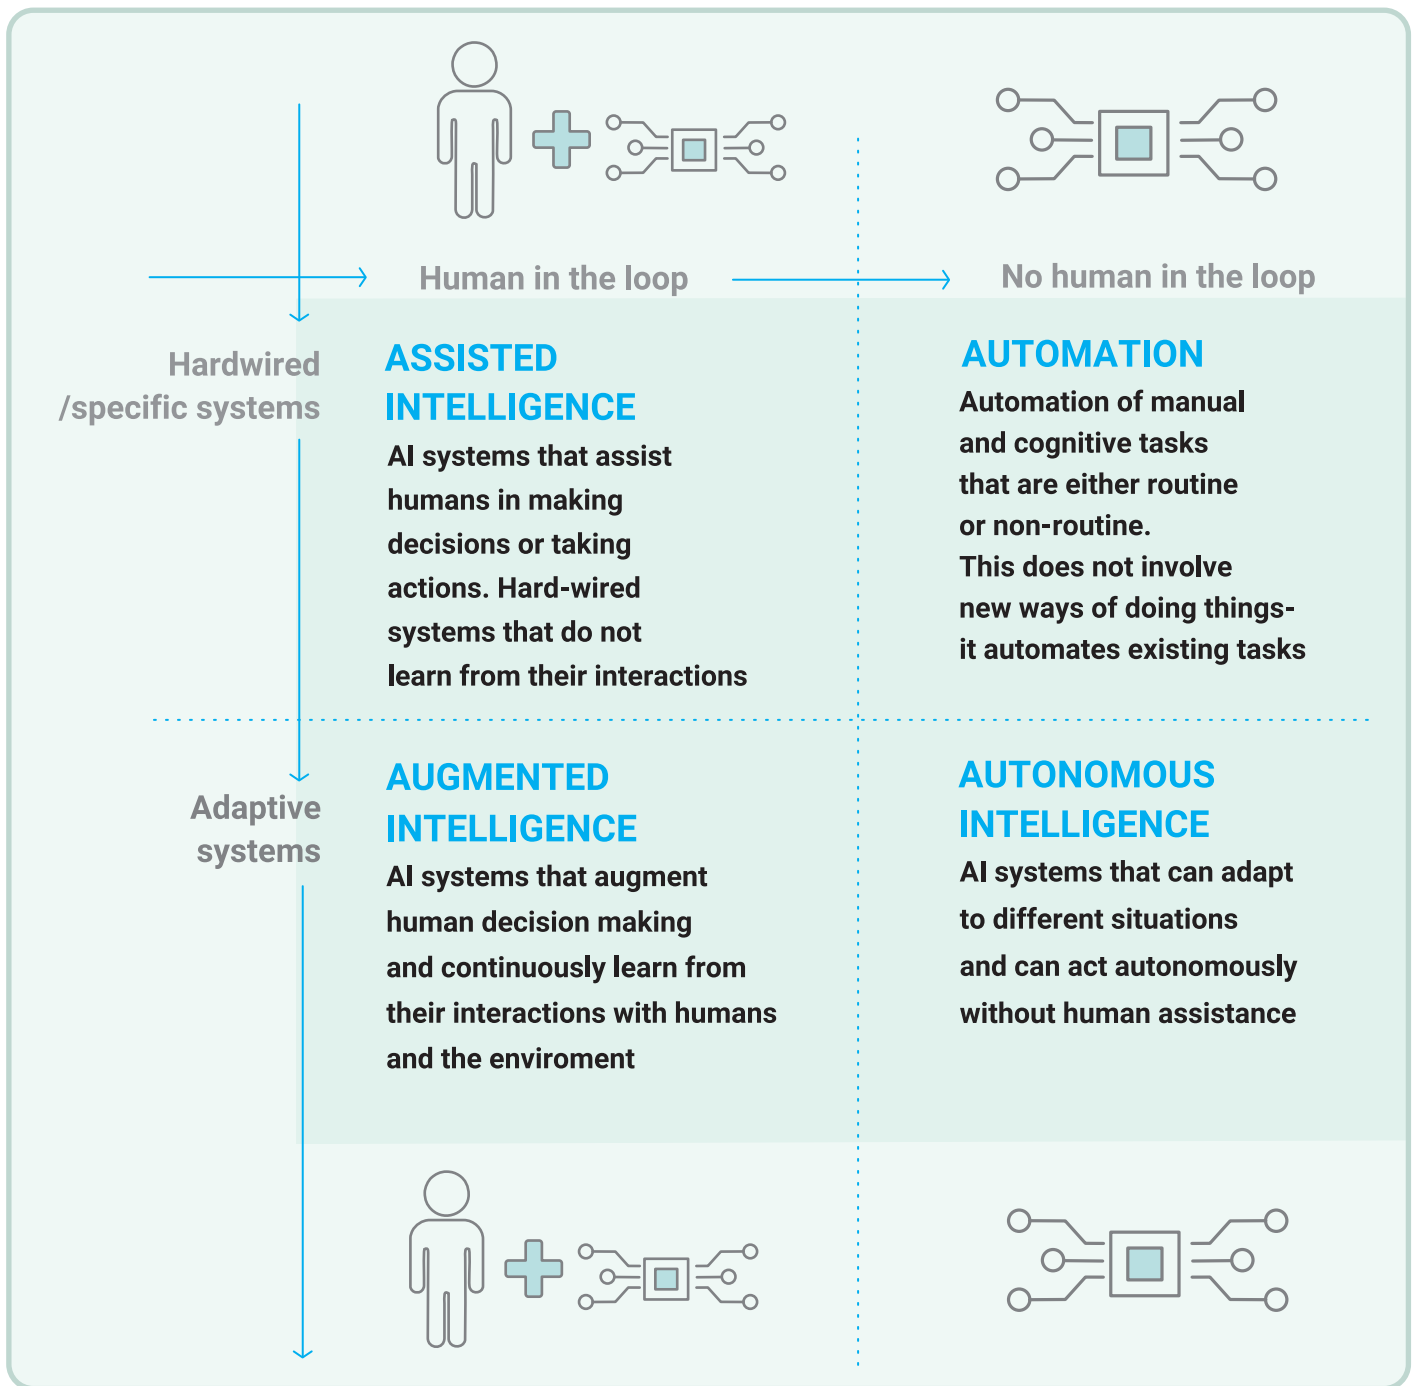 Human in the loop
No human in the loop
Hardwired
/specific systems
ASSISTED
INTELLIGENCE
AI systems that assist
humans in making
decisions or taking
actions. Hard-wired
systems that do not
learn from their interactions
AUTOMATION
Automation of manual
and cognitive tasks
that are either routine
or non-routine.
This does not involve
new ways of doing things-
it automates existing tasks
Adaptive
systems
AUGMENTED
INTELLIGENCE
AI systems that augment
human decision making
and continuously learn from
their interactions with humans
and the enviroment
AUTONOMOUS
INTELLIGENCE
AI systems that can adapt
to different situations
and can act autonomously
without human assistance